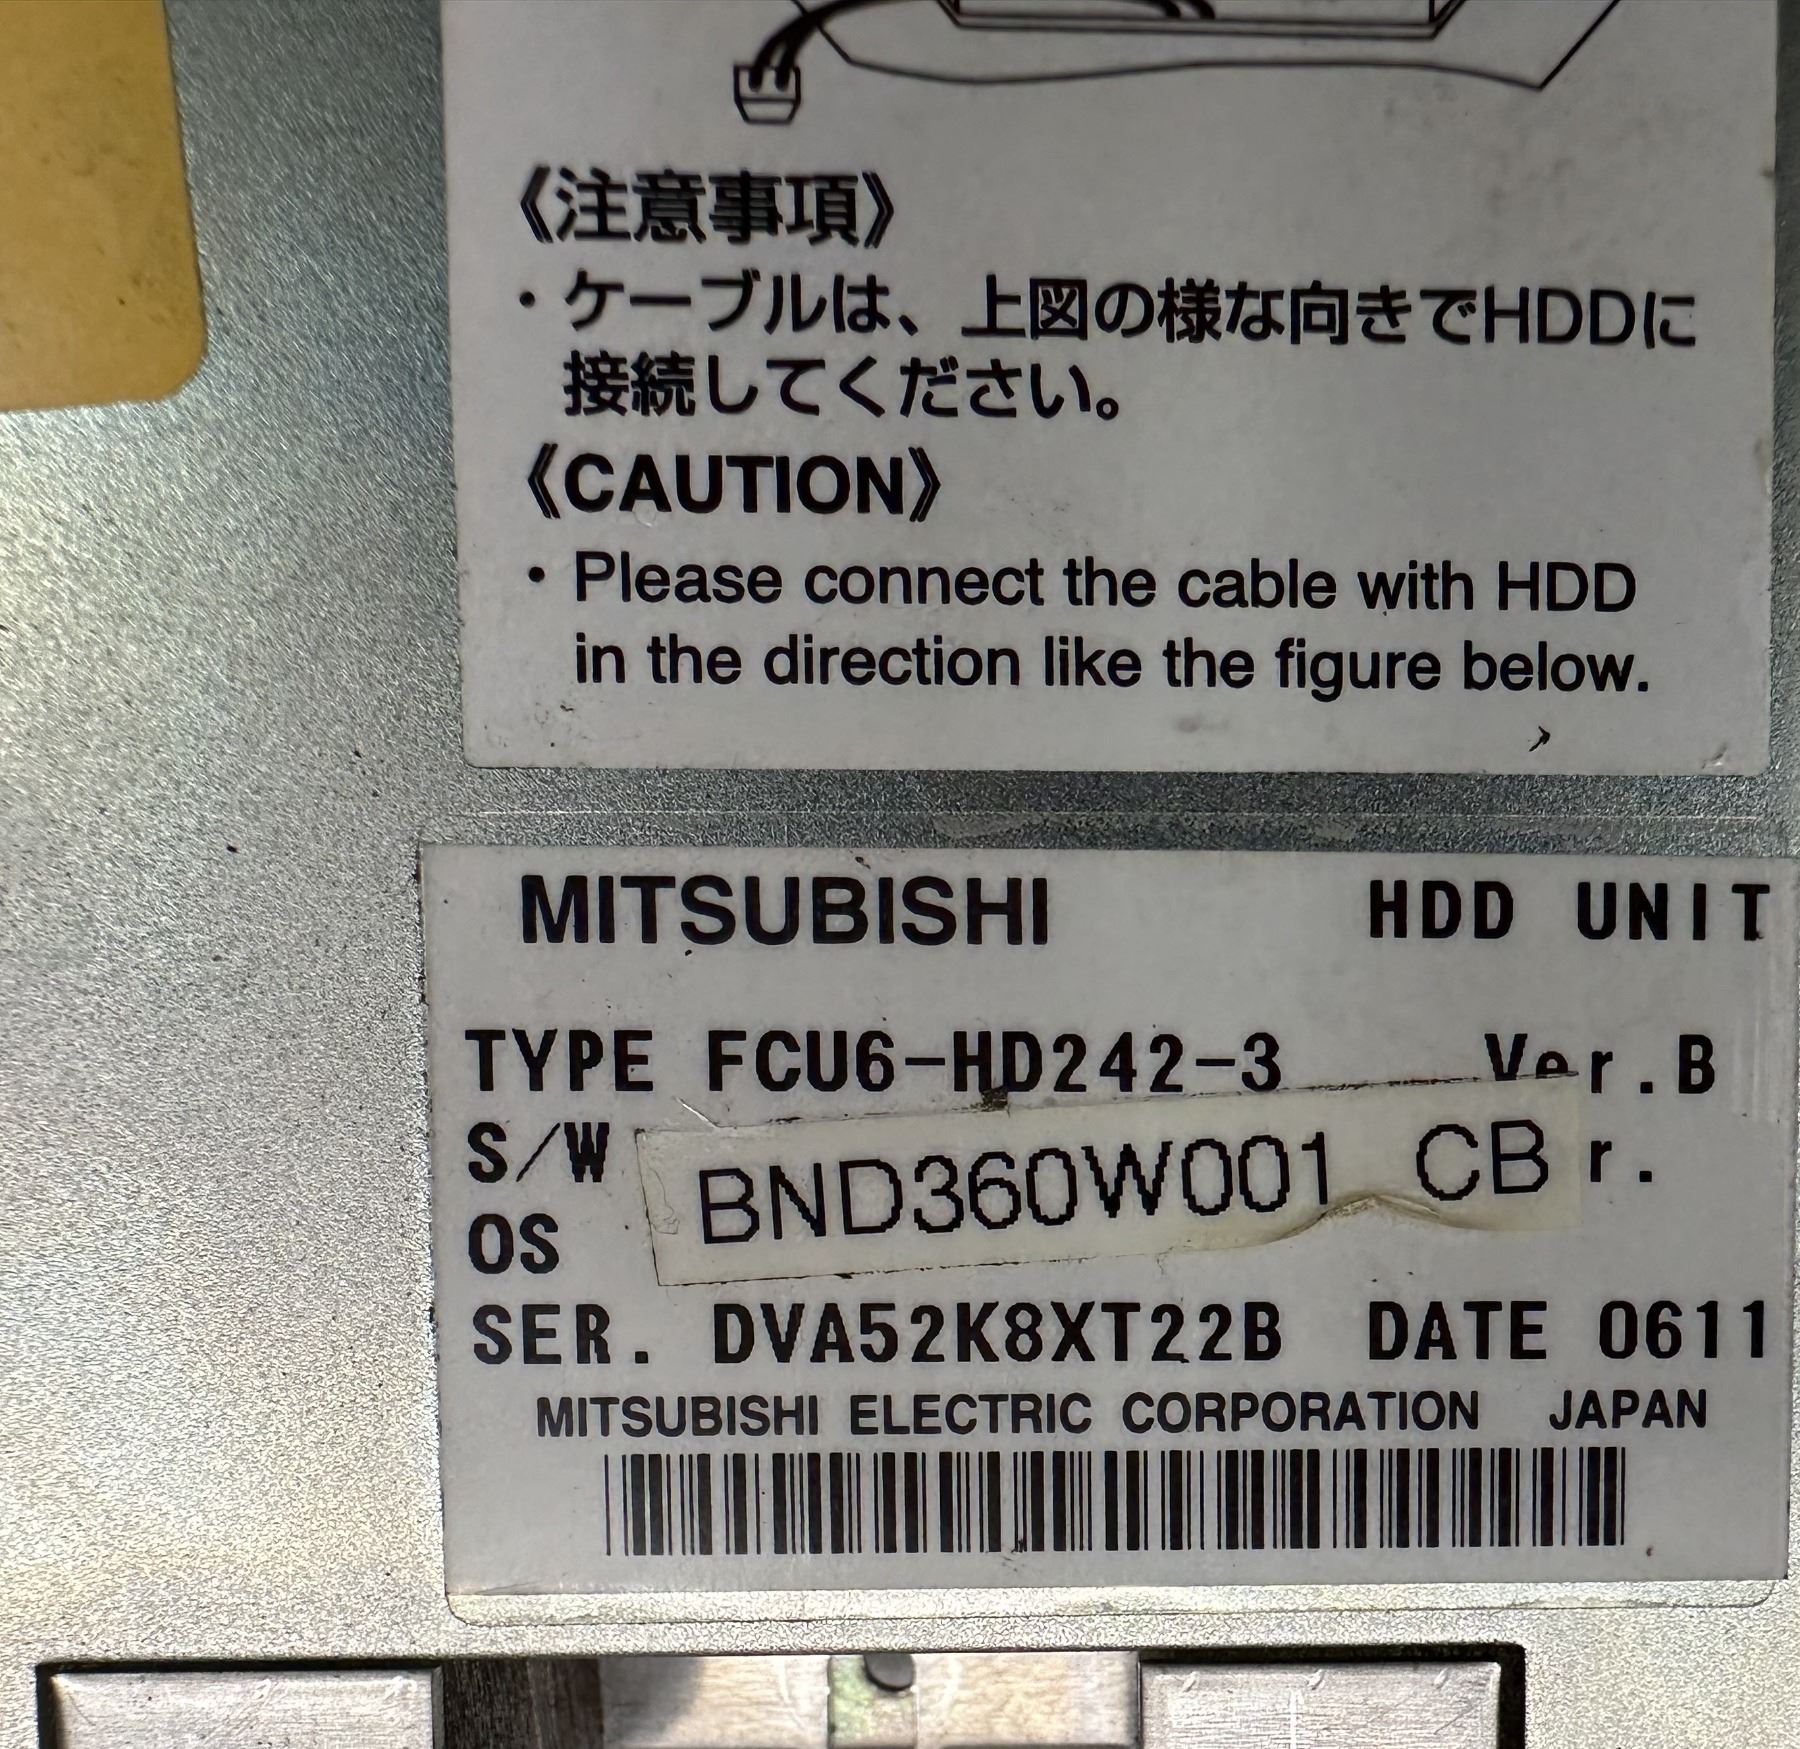 《注意事項》
・ケーブルは、上図の様な向きでHDDに
接続してください。
《CAUTION》
・Please connect the cable with HDD
in the direction like the figure below.
MITSUBISHI HDD UNIT
TYPE FCU6-HD242-3 Ver.B
S/W BND360W001 CB r.
OS
SER. DVA52K8XT22B DATE 0611
MITSUBISHI ELECTRIC CORPORATION JAPAN